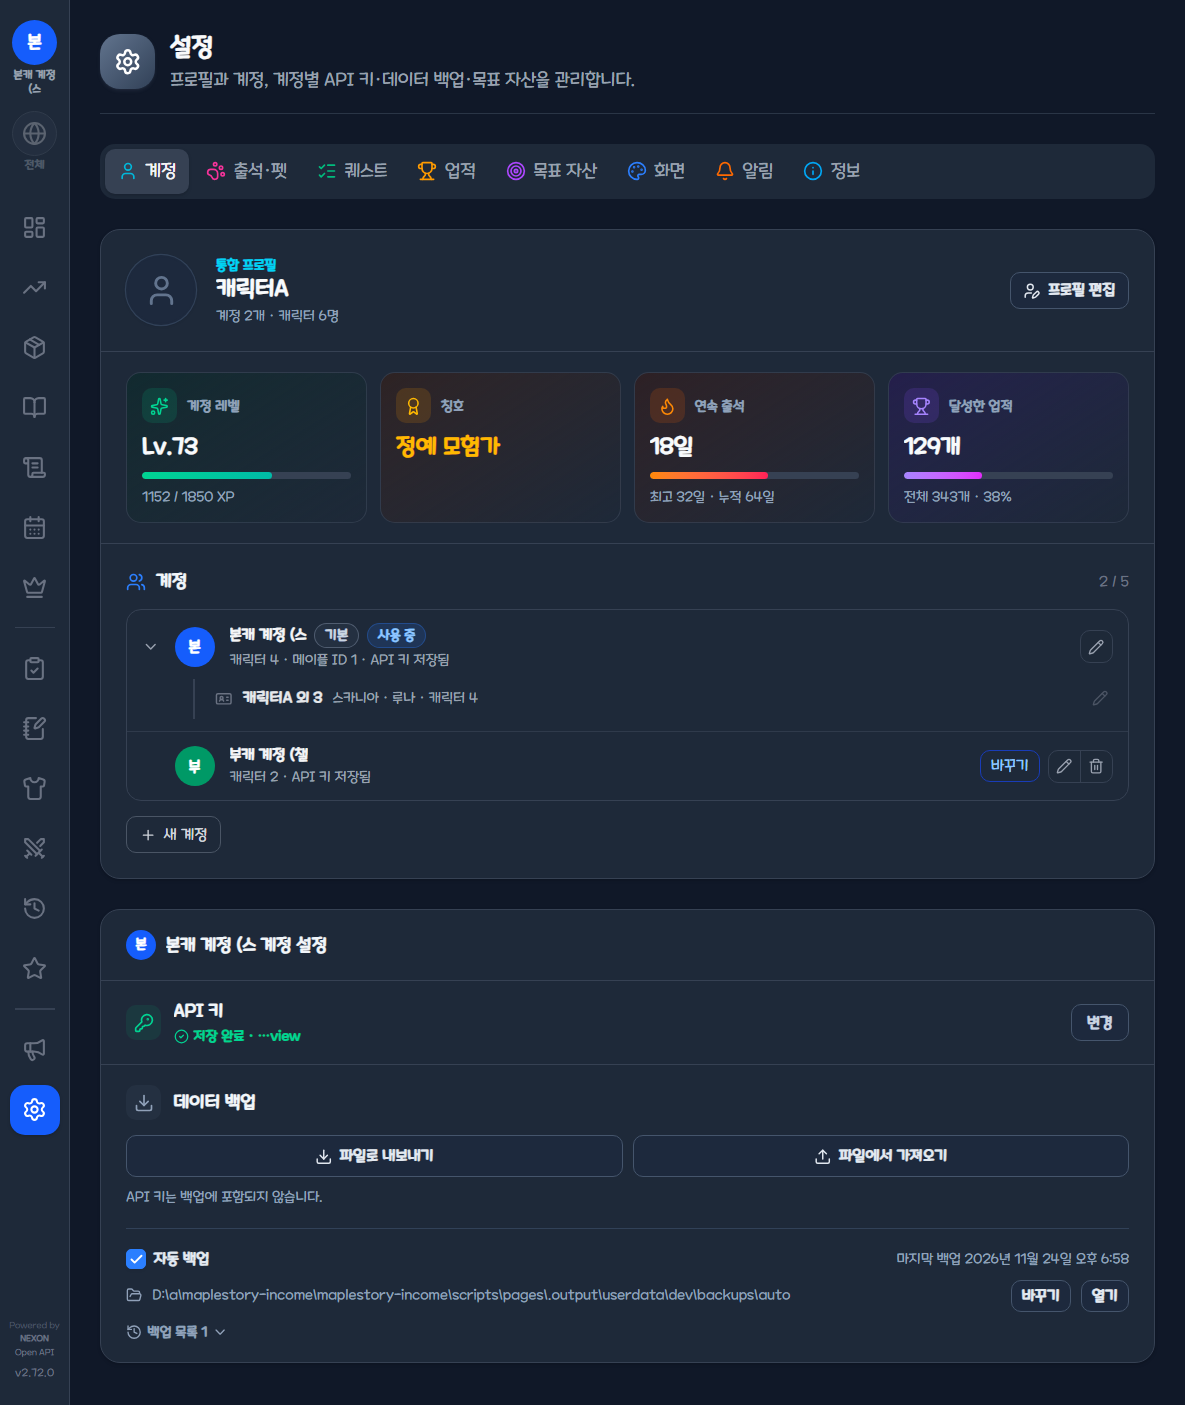 본
본캐 계정
(스
전체
Powered by
NEXON
Open API
v2.72.0
설정
프로필과 계정, 계정별 API 키·데이터 백업·목표 자산을 관리합니다.
계정
출석·펫
퀘스트
업적
목표 자산
화면
알림
정보
통합 프로필
캐릭터A
계정 2개 · 캐릭터 6명
프로필 편집
계정 레벨
Lv.73
1152 / 1850 XP
칭호
정예 모험가
연속 출석
18일
최고 32일 · 누적 64일
달성한 업적
129개
전체 343개 · 38%
계정
2 / 5
본
본캐 계정 (스
기본
사용 중
캐릭터 4 · 메이플 ID 1 · API 키 저장됨
캐릭터A 외 3
스카니아 · 루나 · 캐릭터 4
부
부캐 계정 (첼
캐릭터 2 · API 키 저장됨
바꾸기
새 계정
본
본캐 계정 (스 계정 설정
API 키
저장 완료 · ···view
변경
데이터 백업
파일로 내보내기
파일에서 가져오기
API 키는 백업에 포함되지 않습니다.
자동 백업
마지막 백업 2026년 11월 24일 오후 6:58
D:\a\maplestory-income\maplestory-income\scripts\pages\.output\userdata\dev\backups\auto
바꾸기
열기
백업 목록 1